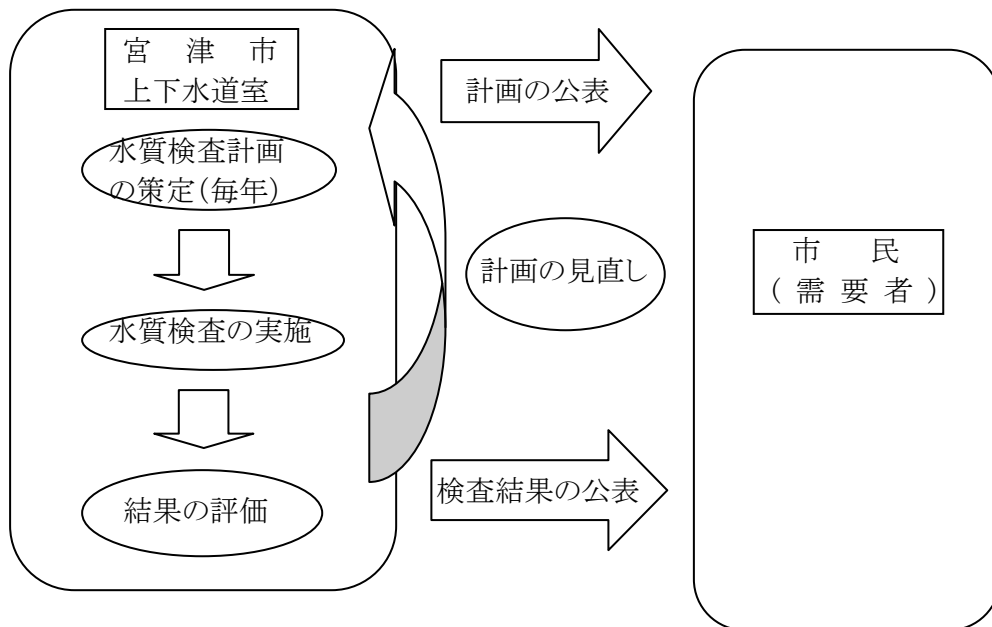 宮津市
上下水道室
水質検査計画
の策定(毎年)
水質検査の実施
結果の評価
計画の公表
計画の見直し
検査結果の公表
市民
(需要者)